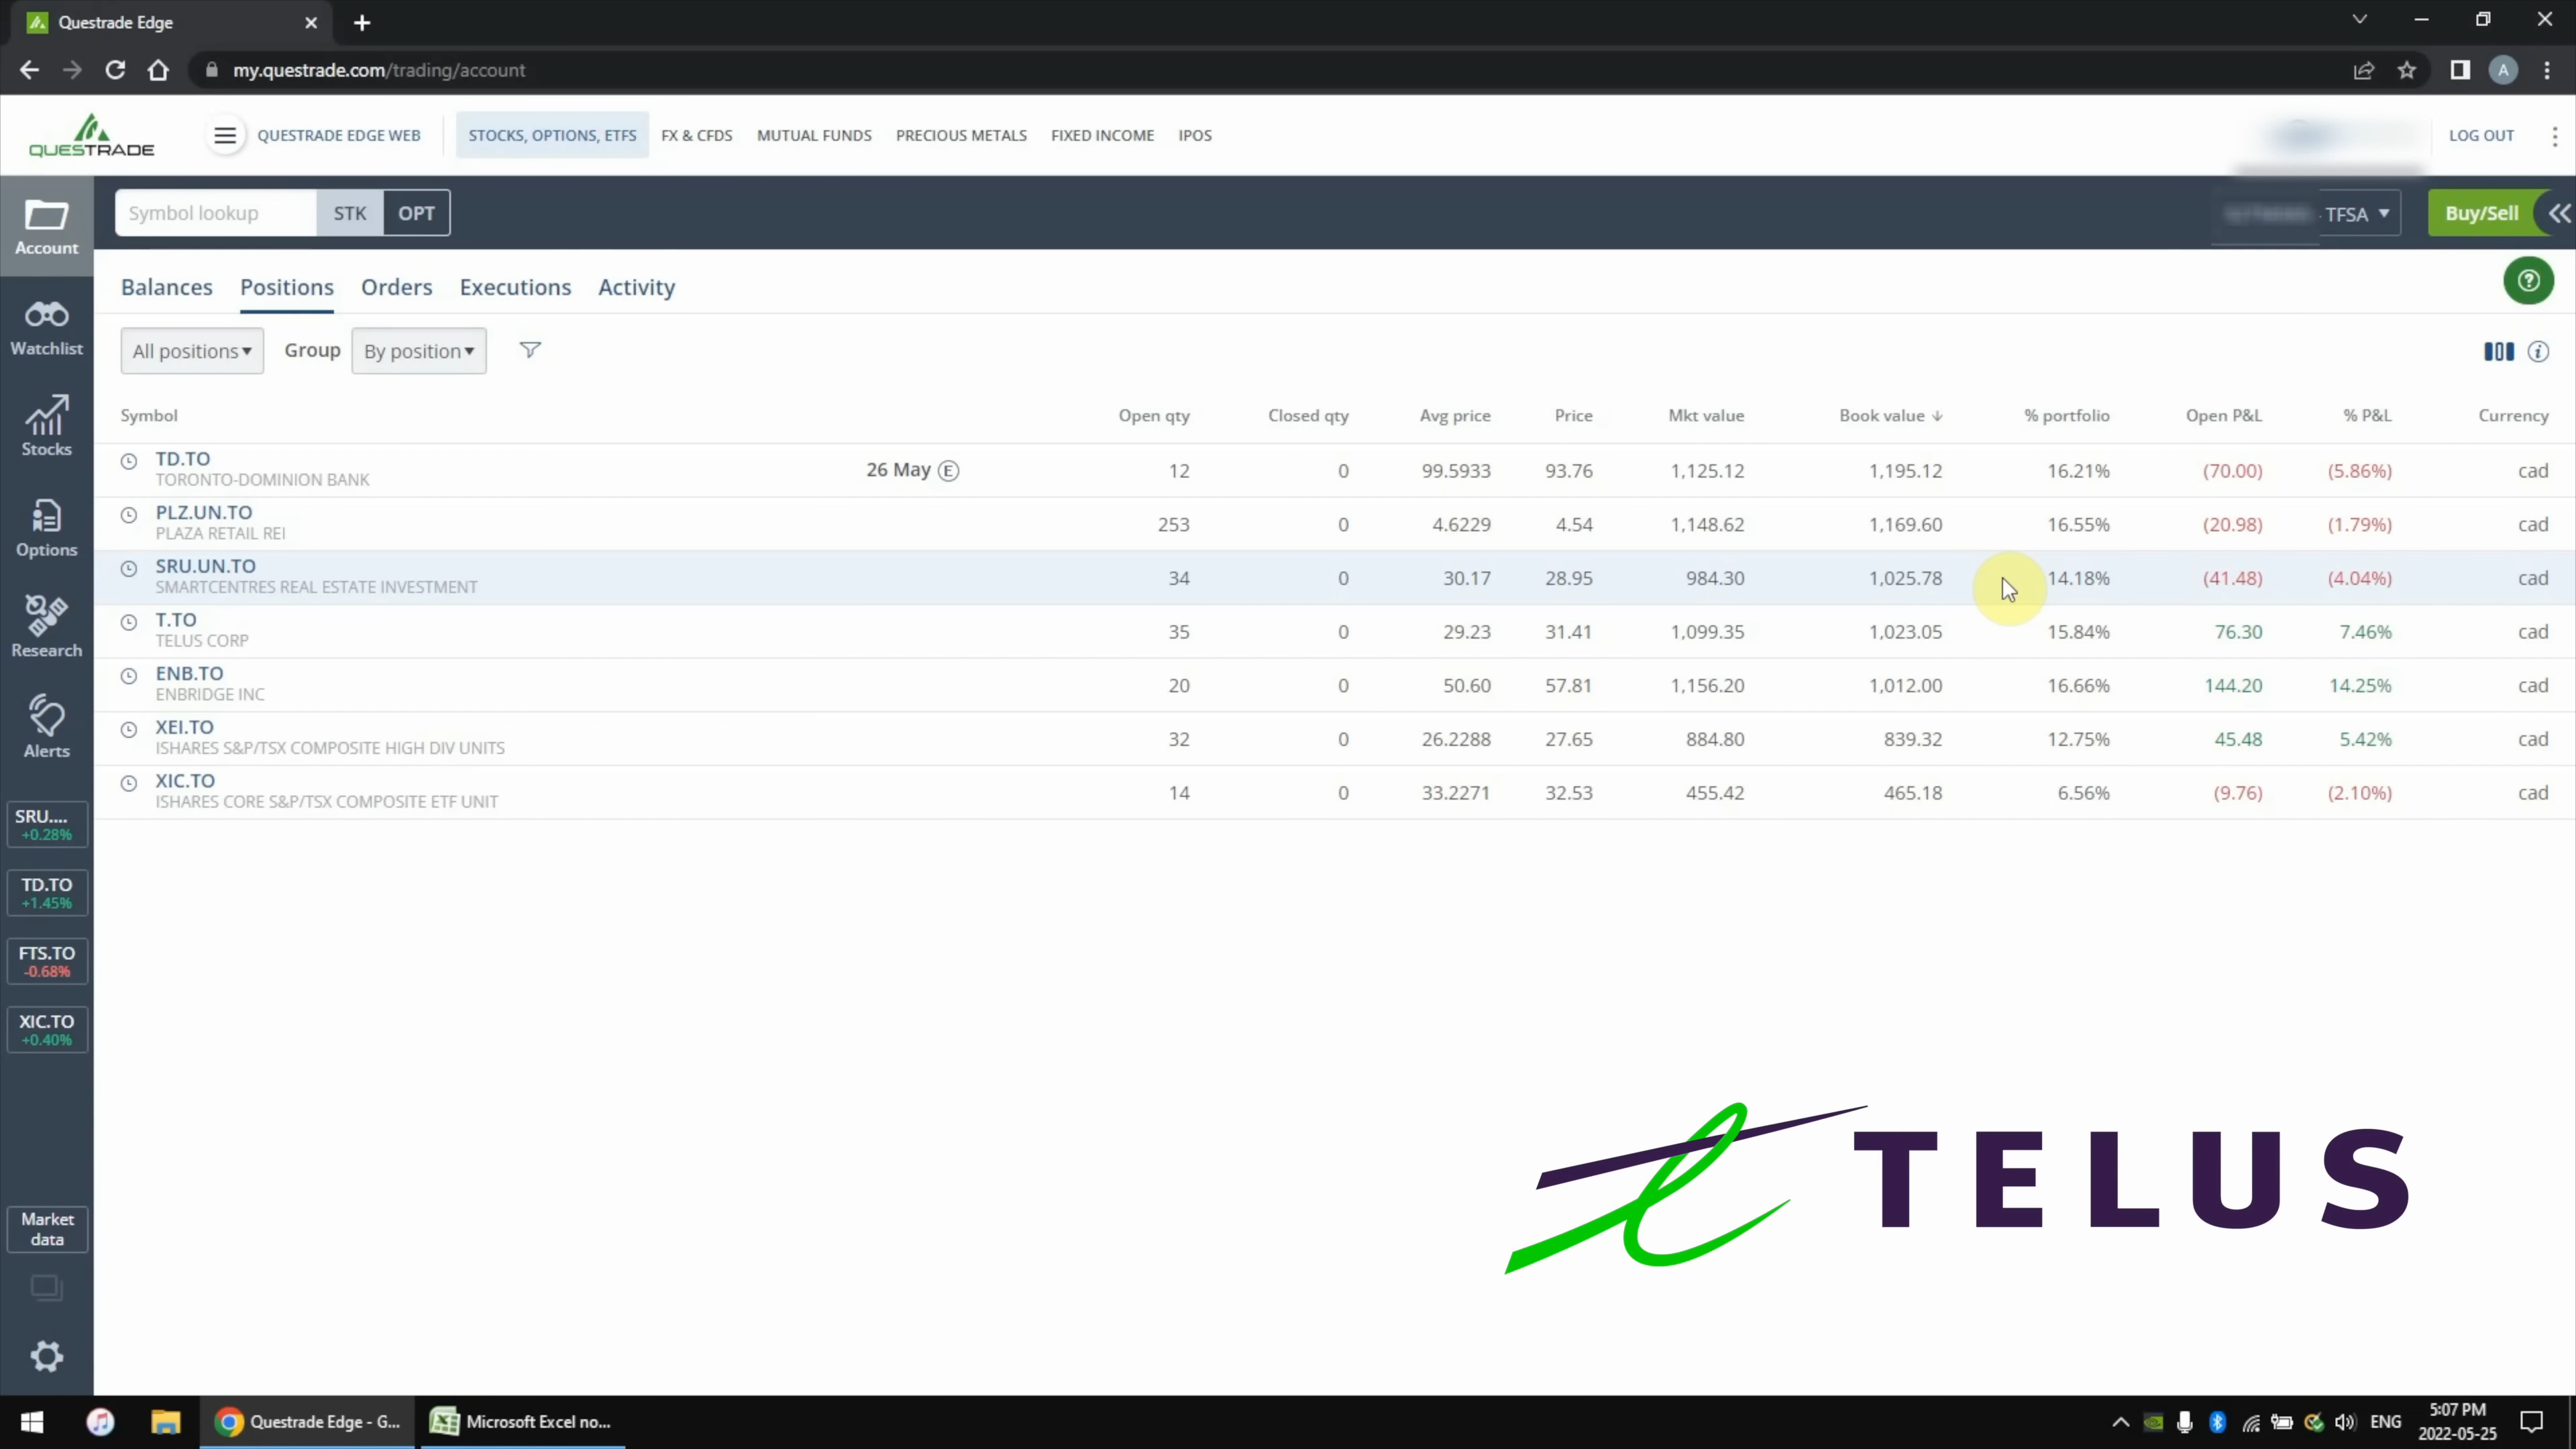 Questrade Edge
my.questrade.com/trading/account
QUESTRADE
QUESTRADE EDGE WEB STOCKS, OPTIONS, ETFS FX & CFDS MUTUAL FUNDS PRECIOUS METALS FIXED INCOME IPOS LOG OUT
A
Account
Symbol lookup STK OPT - TFSA Buy/Sell
Balances Positions Orders Executions Activity
All positions Group By position
Symbol Open qty Closed qty Avg price Price Mkt value Book value % portfolio Open P&L % P&L Currency
TD.TO 26 May E 12 0 99.5933 93.76 1,125.12 1,195.12 16.21% (70.00) (5.86%) cad
TORONTO-DOMINION BANK
PLZ.UN.TO 253 0 4.6229 4.54 1,148.62 1,169.60 16.55% (20.98) (1.79%) cad
PLAZA RETAIL REI
SRU.UN.TO 34 0 30.17 28.95 984.30 1,025.78 14.18% (41.48) (4.04%) cad
SMARTCENTRES REAL ESTATE INVESTMENT
T.TO 35 0 29.23 31.41 1,099.35 1,023.05 15.84% 76.30 7.46% cad
TELUS CORP
ENB.TO 20 0 50.60 57.81 1,156.20 1,012.00 16.66% 144.20 14.25% cad
ENBRIDGE INC
XEI.TO 32 0 26.2288 27.65 884.80 839.32 12.75% 45.48 5.42% cad
ISHARES S&P/TSX COMPOSITE HIGH DIV UNITS
XIC.TO 14 0 33.2271 32.53 455.42 465.18 6.56% (9.76) (2.10%) cad
ISHARES CORE S&P/TSX COMPOSITE ETF UNIT
Watchlist
Stocks
Options
Research
Alerts
SRU....
+0.28%
TD.TO
+1.45%
FTS.TO
-0.68%
XIC.TO
+0.40%
Market
data
TELUS
Questrade Edge - G...
Microsoft Excel no...
ENG
5:07 PM
2022-05-25